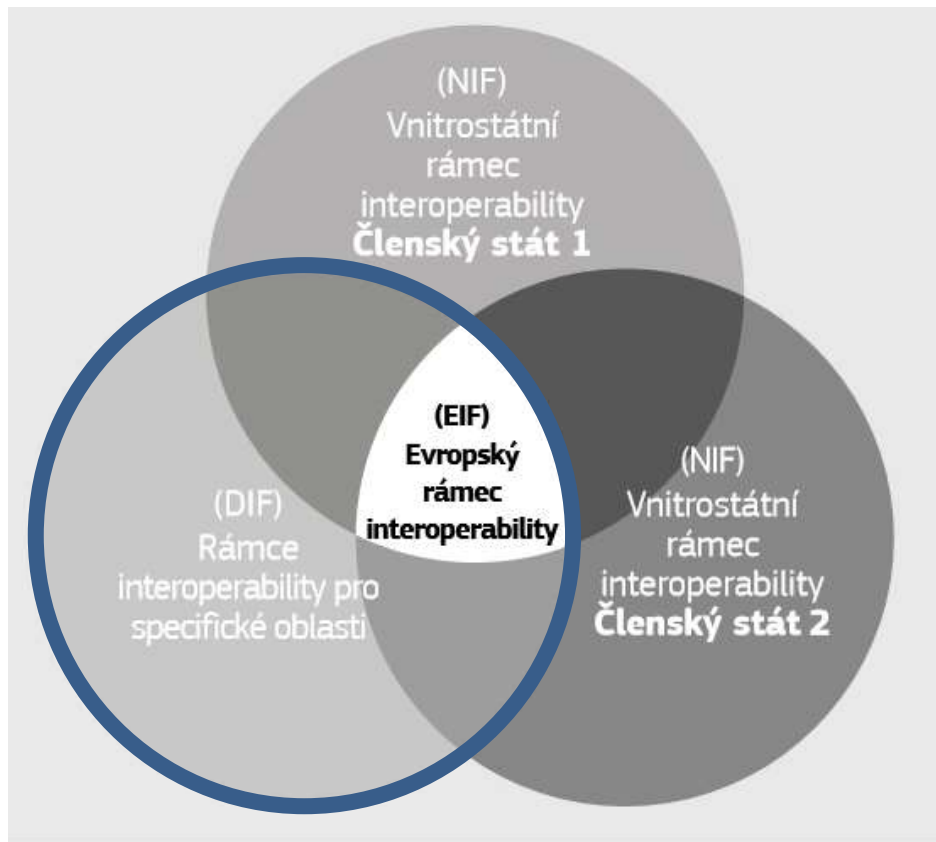 (NIF)
Vnitrostátní
rámec
interoperability
Členský stát 1
(EIF)
Evropský
rámec
interoperability
(DIF)
Rámce
interoperability pro
specifické oblasti
(NIF)
Vnitrostátní
rámec
interoperability
Členský stát 2